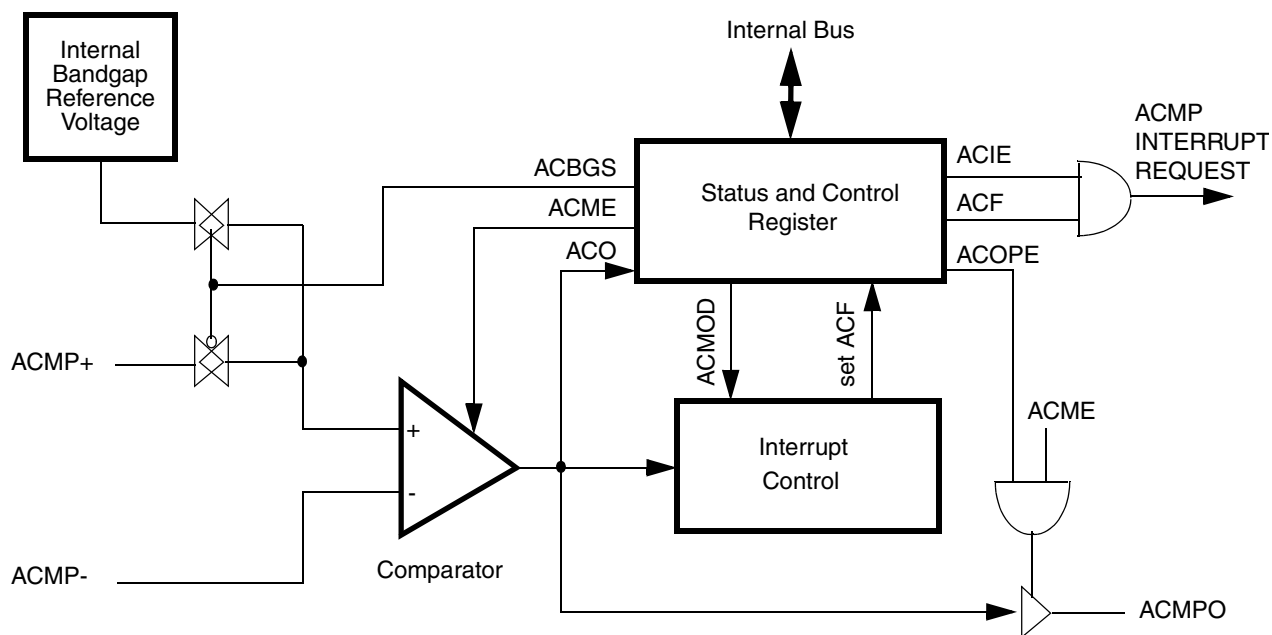 Internal
Bandgap
Reference
Voltage
Internal Bus
ACMP
INTERRUPT
REQUEST
ACBGS
ACME
ACO
Status and Control
Register
ACIE
ACF
ACOPE
ACMOD
set ACF
ACMP+
ACME
+
-
Interrupt
Control
Comparator
ACMP-
ACMPO